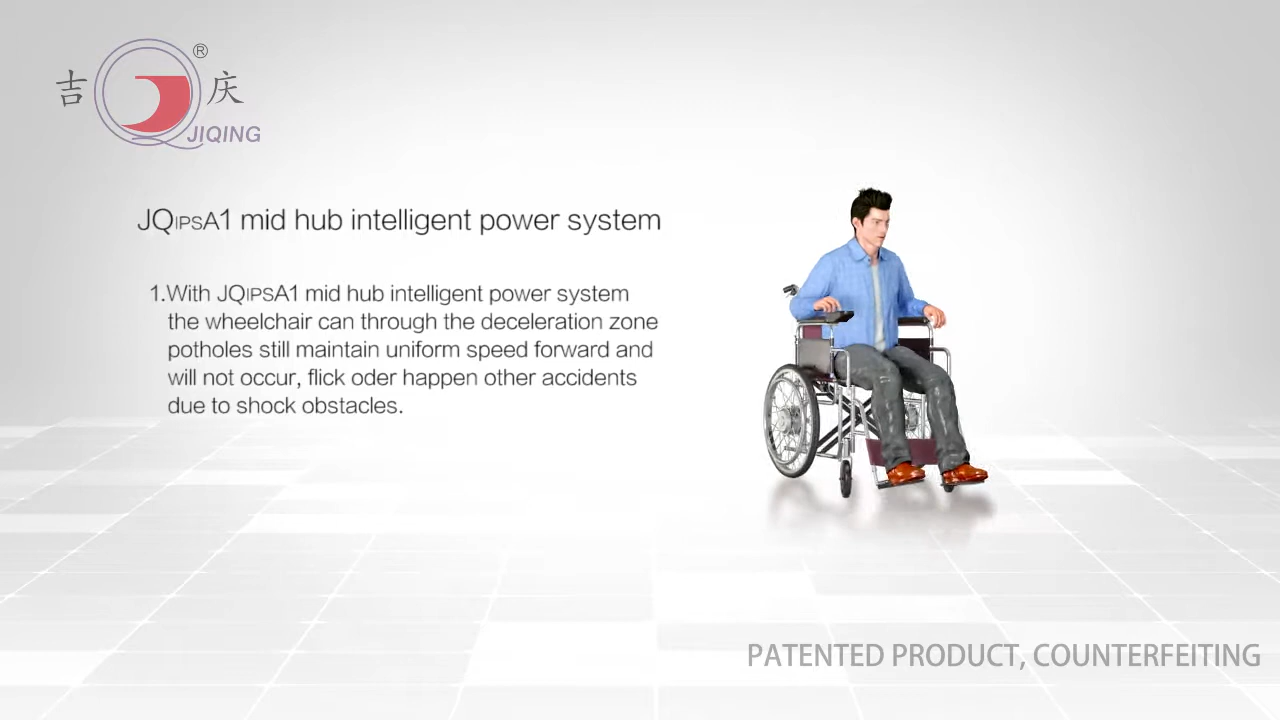 吉 庆
®
JIQING
JQIPSA1 mid hub intelligent power system
1.With JQIPSA1 mid hub intelligent power system
the wheelchair can through the deceleration zone
potholes still maintain uniform speed forward and
will not occur, flick oder happen other accidents
due to shock obstacles.
PATENTED PRODUCT, COUNTERFEITING